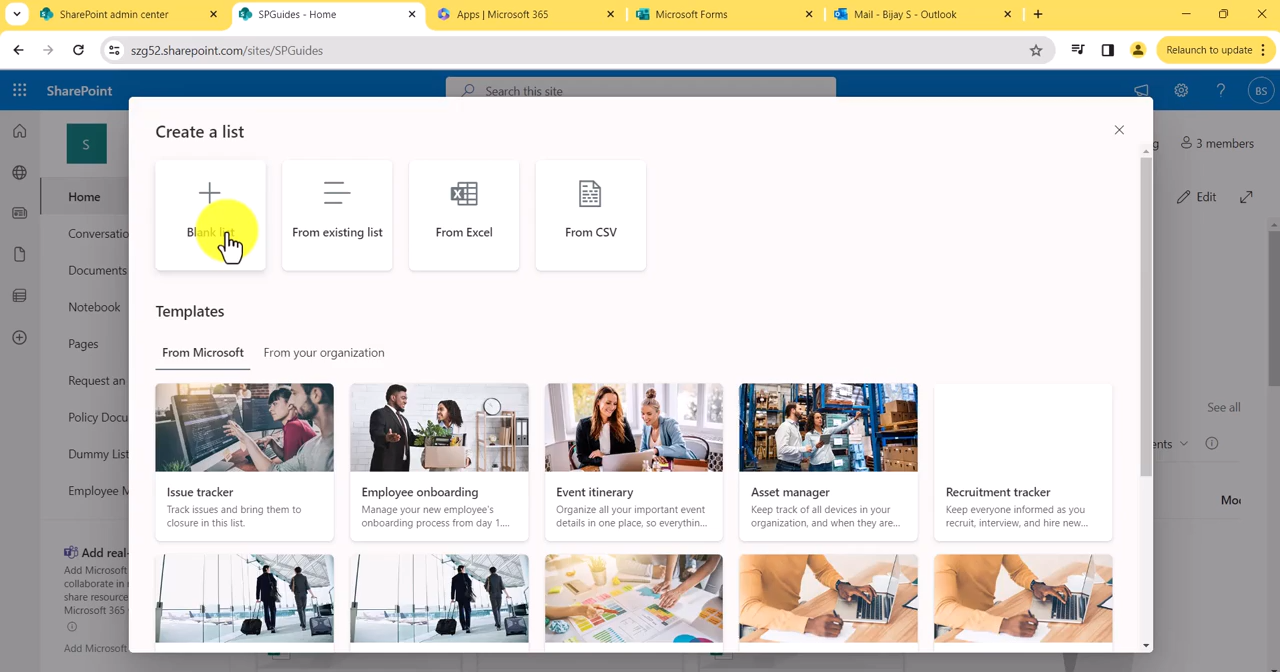 SharePoint admin center
SPGuides - Home
Apps | Microsoft 365
Microsoft Forms
Mail - Bijay S - Outlook
szg52.sharepoint.com/sites/SPGuides
Relaunch to update
SharePoint
Search this site
BS
Create a list
S
3 members
Home
Edit
Blank list
From existing list
From Excel
From CSV
Conversatio
Documents
Notebook
Templates
Pages
From Microsoft
From your organization
Request an
Policy Docu
See all
ents
Dummy List
Employee M
Issue tracker
Track issues and bring them to
closure in this list.
Employee onboarding
Manage your new employee's
onboarding process from day 1....
Event itinerary
Organize all your important event
details in one place, so everythin...
Asset manager
Keep track of all devices in your
organization, and when they are...
Recruitment tracker
Keep everyone informed as you
recruit, interview, and hire new...
Add real-
Add Microsoft
collaborate in
share resource
Microsoft 365
Add Microsoft